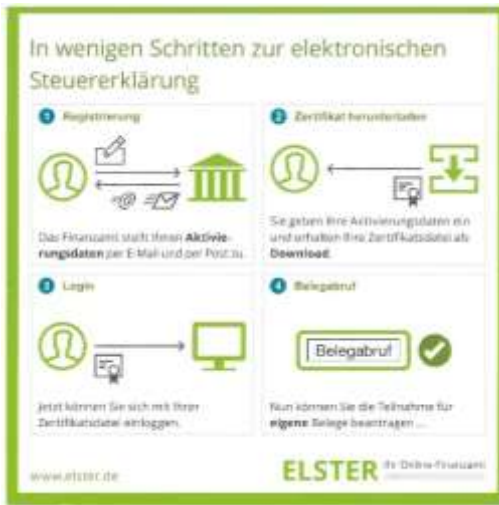 In wenigen Schritten zur elektronischen
Steuererklärung
1 Registrierung
Das Finanzamt stellt Ihnen Aktivie-
rungsdaten per E-Mail und per Post zu.
2 Zertifikat herunterladen
Sie geben Ihre Aktivierungsdaten ein
und erhalten Ihre Zertifikatsdatei als
Download.
3 Login
Jetzt können Sie sich mit Ihrer
Zertifikatsdatei einloggen.
4 Belegabruf
Belegabruf
Nun können Sie die Teilnahme für
eigene Belege beantragen ...
www.elster.de
ELSTER Ihr Online-Finanzamt